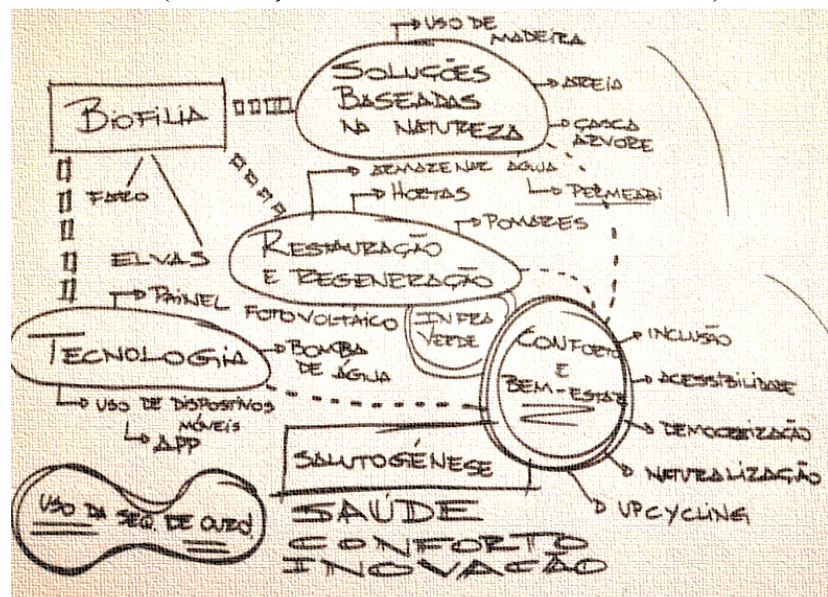 USO DE
MADEIRA
SOLUÇÕES
BASEADAS
NA NATUREZA
AREIA
CASCA
ÁRVORE
BIOFILIA
ARMAZENAR ÁGUA
HORTAS
PERMEABI
POMARES
FARO
ELVAS
RESTAURAÇÃO
E REGENERAÇÃO
PAINEL
FOTOVOLTÁICO
INFRA
VERDE
TECNOLOGIA
BOMBA
DE ÁGUA
CONFORTO
E
BEM-ESTAR
INCLUSÃO
ACESSIBILIDADE
DEMOCRATIZAÇÃO
NATURALIZAÇÃO
UPCYCLING
USO DE DISPOSITIVOS
MÓVEIS
APP
SALUTOGÉNESE
USO DA SEQ. DE OURO
SAÚDE
CONFORTO
INOVAÇÃO